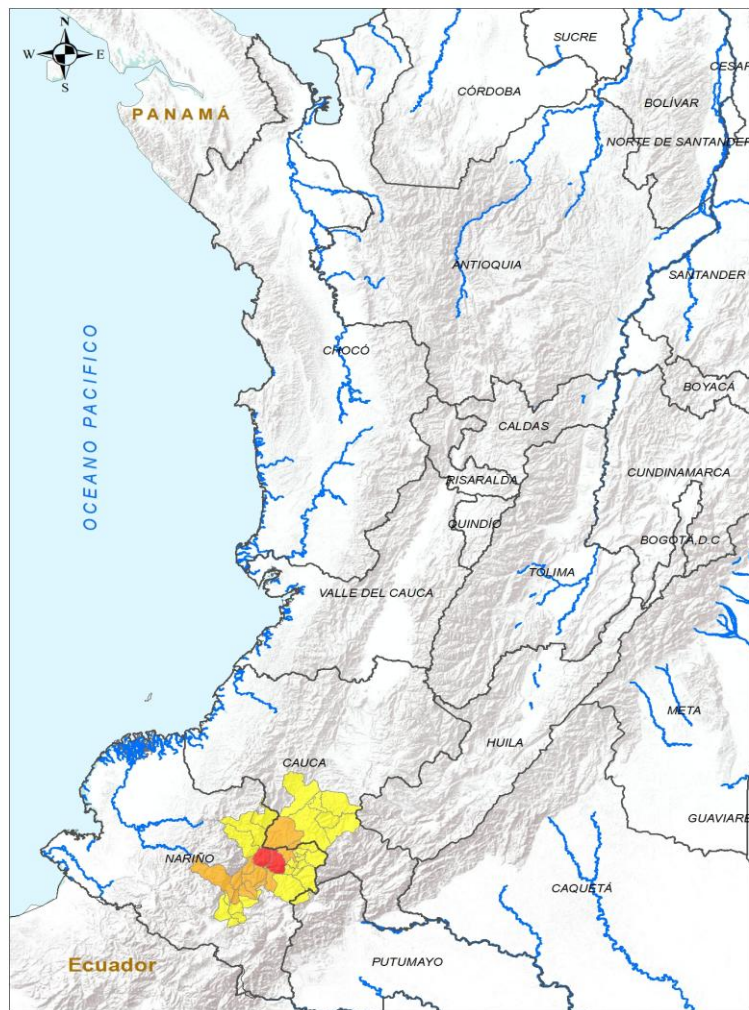 N
W
E
S
SUCRE
CESAR
CÓRDOBA
BOLÍVAR
PANAMÁ
NORTE DE SANTANDER
ANTIOQUIA
SANTANDER
CHOCÓ
OCEANO PACIFICO
BOYACÁ
CALDAS
CUNDINAMARCA
RISARALDA
QUINDÍO
BOGOTÁ, D.C
TOLIMA
VALLE DEL CAUCA
META
HUILA
CAUCA
GUAVIARE
NARIÑO
CAQUETÁ
Ecuador
PUTUMAYO